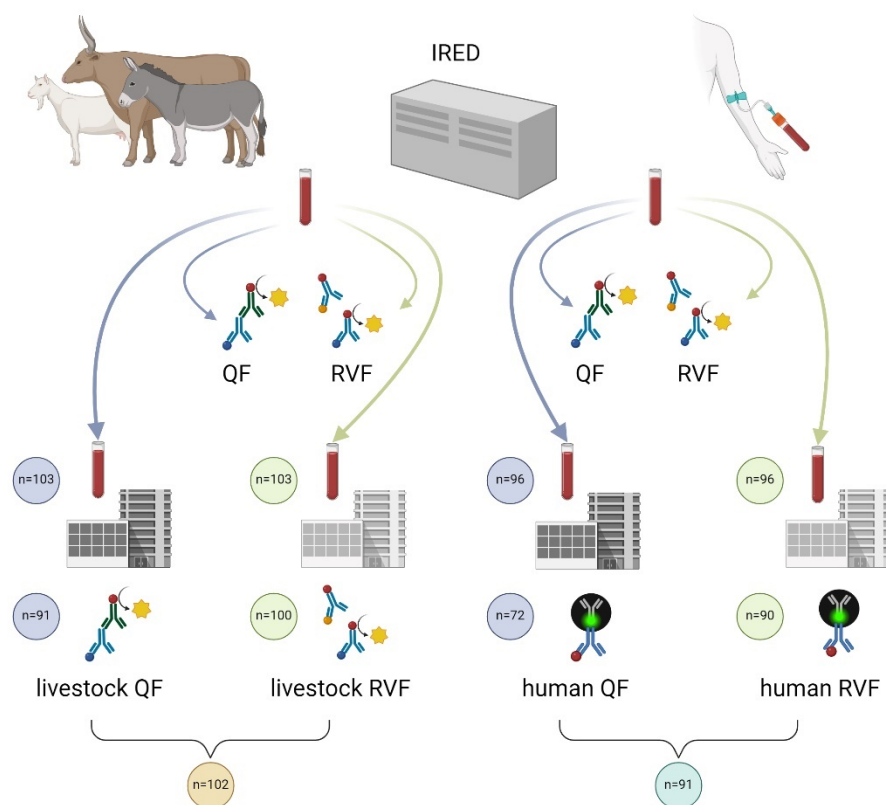 IRED
QF
RVF
QF
RVF
n=103
n=103
n=96
n=96
n=91
n=100
n=72
n=90
livestock QF
livestock RVF
human QF
human RVF
n=102
n=91